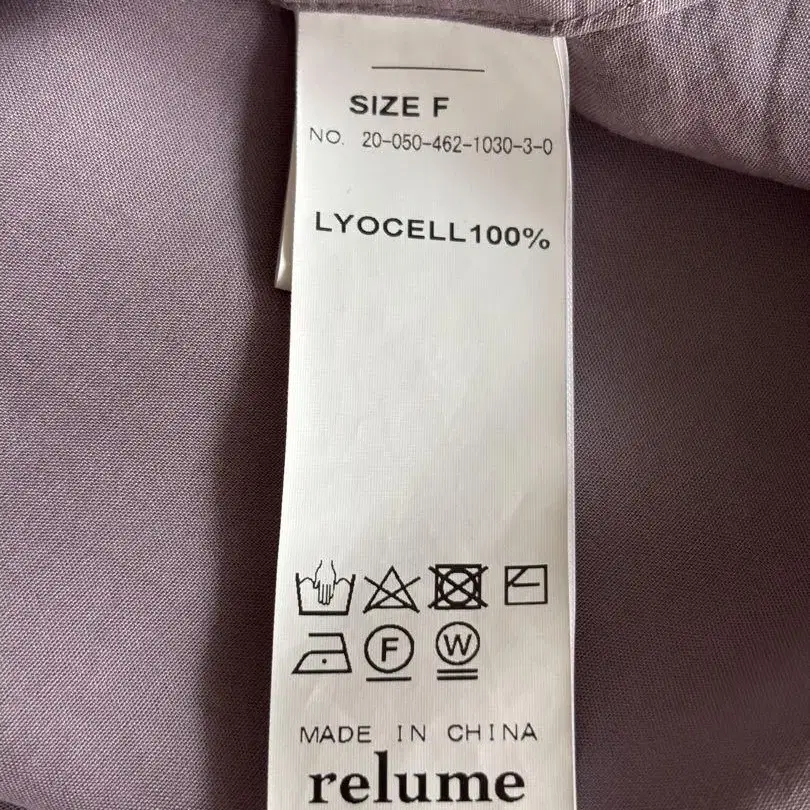 SIZE F
NO. 20-050-462-1030-3-0
LYOCELL100%
F W
MADE IN CHINA
relume